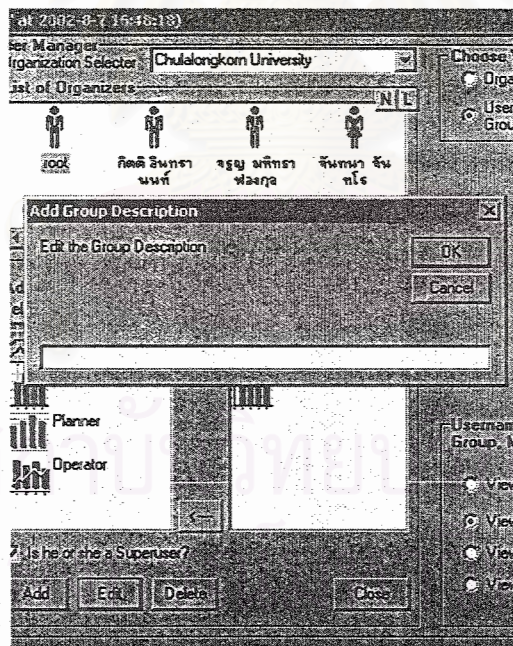 at 2002-8-7 16:48:18)
ser Manager
Organization Selecter
Chulalongkorn University
Choose
Orga
List of Organizers
N L
User
Grou
root
กิตติ อินทรา
นนท์
จรูญ มหิทธา
ฟองกุล
จันทนา จัน
ทโร
Add Group Description
Edit the Group Description
OK
Cancel
Planner
Operator
Usernam
Group, M
View
<---
View
Is he or she a Superuser?
View
View
Add
Edit
Delete
Close